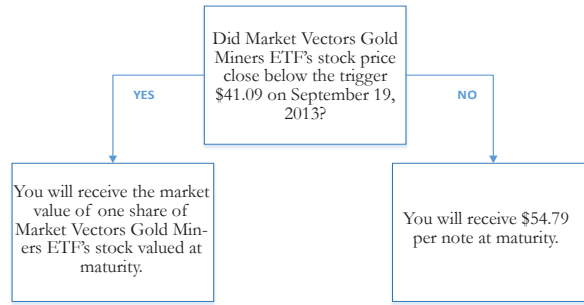 Did Market Vectors Gold
Miners ETF's stock price
close below the trigger
$41.09 on September 19,
2013?
YES
NO
You will receive the market
value of one share of
Market Vectors Gold Min-
ers ETF's stock valued at
maturity.
You will receive $54.79
per note at maturity.